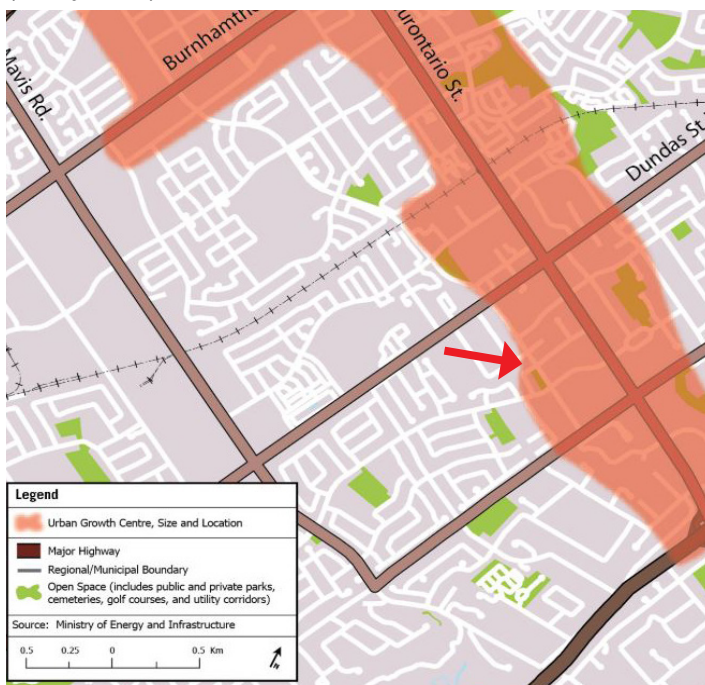 Mavis Rd.
Burnhamth
urontario St.
Dundas St.
Legend
Urban Growth Centre, Size and Location
Major Highway
Regional/Municipal Boundary
Open Space (includes public and private parks,
cemeteries, golf courses, and utility corridors)
Source: Ministry of Energy and Infrastructure
0.5 0.25 0 0.5 Km
N